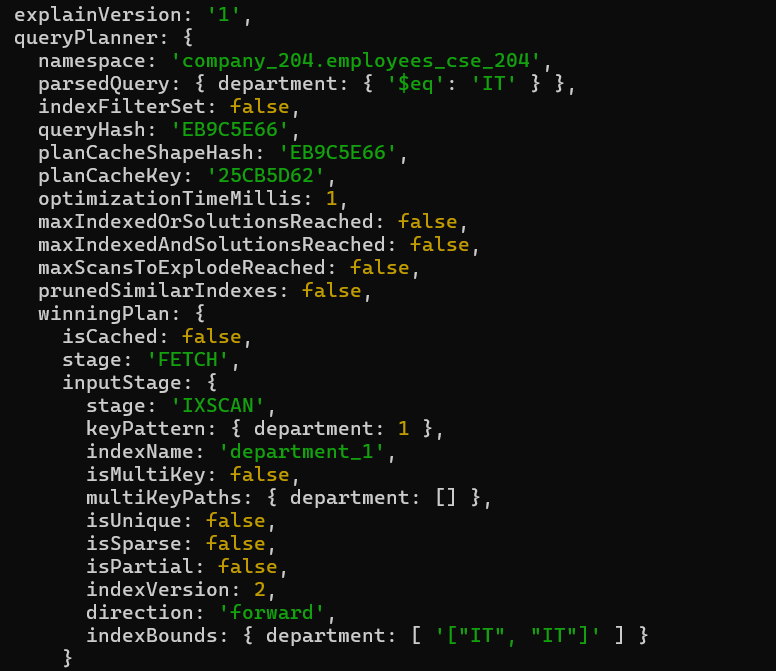 explainVersion: '1',
queryPlanner: {
  namespace: 'company_204.employees_cse_204',
  parsedQuery: { department: { '$eq': 'IT' } },
  indexFilterSet: false,
  queryHash: 'EB9C5E66',
  planCacheShapeHash: 'EB9C5E66',
  planCacheKey: '25CB5D62',
  optimizationTimeMillis: 1,
  maxIndexedOrSolutionsReached: false,
  maxIndexedAndSolutionsReached: false,
  maxScansToExplodeReached: false,
  prunedSimilarIndexes: false,
  winningPlan: {
    isCached: false,
    stage: 'FETCH',
    inputStage: {
      stage: 'IXSCAN',
      keyPattern: { department: 1 },
      indexName: 'department_1',
      isMultiKey: false,
      multiKeyPaths: { department: [] },
      isUnique: false,
      isSparse: false,
      isPartial: false,
      indexVersion: 2,
      direction: 'forward',
      indexBounds: { department: [ '["IT", "IT"]' ] }
    }